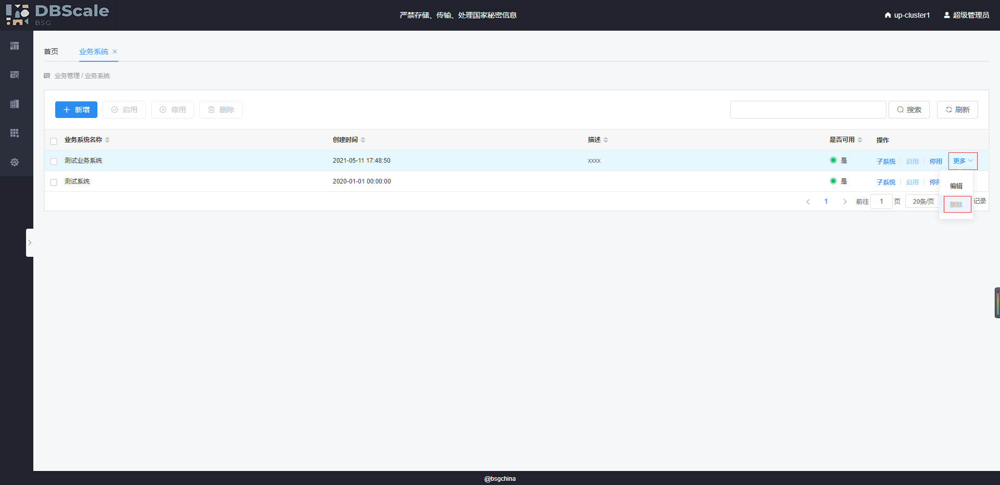 DBScale
BSG
严禁存储、传输、处理国家秘密信息
up-cluster1
超级管理员
首页
业务系统
业务管理 / 业务系统
新增 启用 停用 删除
搜索 刷新
业务系统名称 创建时间 描述 是否可用 操作
测试业务系统 2021-05-11 17:48:50 xxxx 是 子系统 启用 停用 更多
测试系统 2020-01-01 00:00:00 是 子系统 启用 停用
编辑
删除
1 前往 1 页 20条/页 记录
@bsgchina